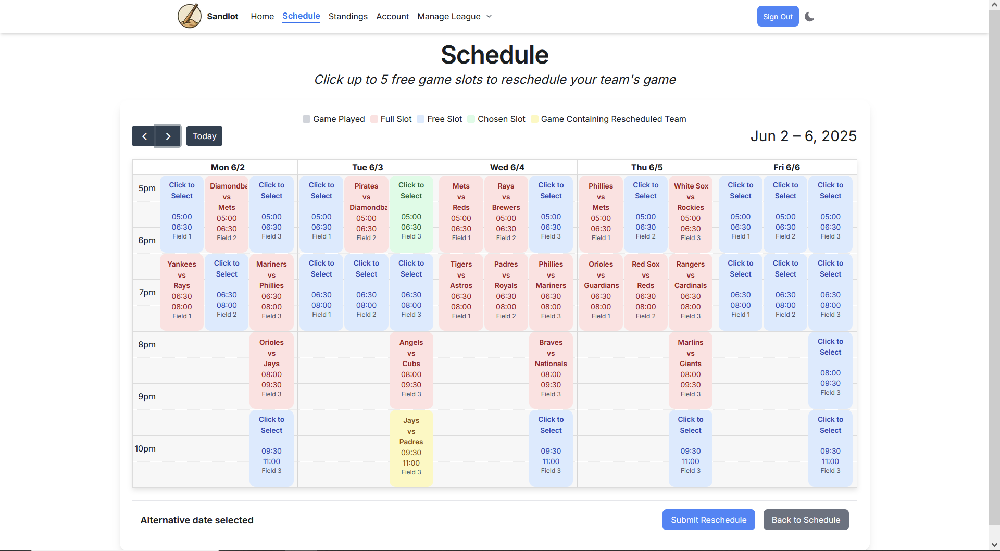 Sandlot Home Schedule Standings Account Manage League Sign Out
Schedule
Click up to 5 free game slots to reschedule your team's game
Game Played Full Slot Free Slot Chosen Slot Game Containing Rescheduled Team
Today
Jun 2 – 6, 2025
Mon 6/2 Tue 6/3 Wed 6/4 Thu 6/5 Fri 6/6
5pm
6pm
7pm
8pm
9pm
10pm
Click to
Select
05:00
06:30
Field 1
Diamondba
vs
Mets
05:00
06:30
Field 2
Click to
Select
05:00
06:30
Field 3
Yankees
vs
Rays
06:30
08:00
Field 1
Click to
Select
06:30
08:00
Field 2
Mariners
vs
Phillies
06:30
08:00
Field 3
Orioles
vs
Jays
08:00
09:30
Field 3
Click to
Select
09:30
11:00
Field 3
Click to
Select
05:00
06:30
Field 1
Pirates
vs
Diamondba
05:00
06:30
Field 2
Click to
Select
05:00
06:30
Field 3
Click to
Select
06:30
08:00
Field 1
Click to
Select
06:30
08:00
Field 2
Click to
Select
06:30
08:00
Field 3
Angels
vs
Cubs
08:00
09:30
Field 3
Jays
vs
Padres
09:30
11:00
Field 3
Mets
vs
Reds
05:00
06:30
Field 1
Rays
vs
Brewers
05:00
06:30
Field 2
Click to
Select
05:00
06:30
Field 3
Tigers
vs
Astros
06:30
08:00
Field 1
Padres
vs
Royals
06:30
08:00
Field 2
Phillies
vs
Mariners
06:30
08:00
Field 3
Braves
vs
Nationals
08:00
09:30
Field 3
Click to
Select
09:30
11:00
Field 3
Phillies
vs
Mets
05:00
06:30
Field 1
Click to
Select
05:00
06:30
Field 2
White Sox
vs
Rockies
05:00
06:30
Field 3
Orioles
vs
Guardians
06:30
08:00
Field 1
Red Sox
vs
Reds
06:30
08:00
Field 2
Rangers
vs
Cardinals
06:30
08:00
Field 3
Marlins
vs
Giants
08:00
09:30
Field 3
Click to
Select
09:30
11:00
Field 3
Click to
Select
05:00
06:30
Field 1
Click to
Select
05:00
06:30
Field 2
Click to
Select
05:00
06:30
Field 3
Click to
Select
06:30
08:00
Field 1
Click to
Select
06:30
08:00
Field 2
Click to
Select
06:30
08:00
Field 3
Click to
Select
08:00
09:30
Field 3
Click to
Select
09:30
11:00
Field 3
Alternative date selected
Submit Reschedule
Back to Schedule